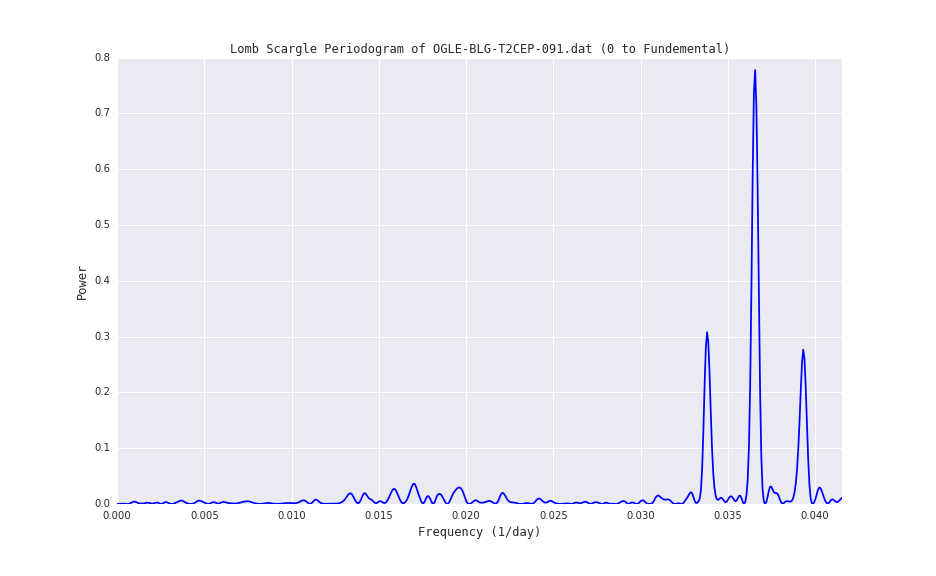 Lomb Scargle Periodogram of OGLE-BLG-T2CEP-091.dat (0 to Fundemental)
0.8
0.7
0.6
0.5
0.4
0.3
0.2
0.1
0.0
Power
0.000 0.005 0.010 0.015 0.020 0.025 0.030 0.035 0.040
Frequency (1/day)